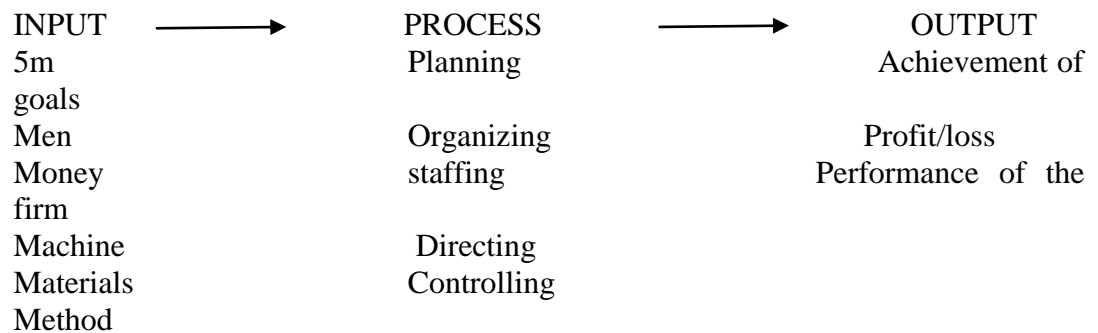 INPUT PROCESS OUTPUT
5m Planning Achievement of
goals
Men Organizing Profit/loss
Money staffing Performance of the
firm
Machine Directing
Materials Controlling
Method